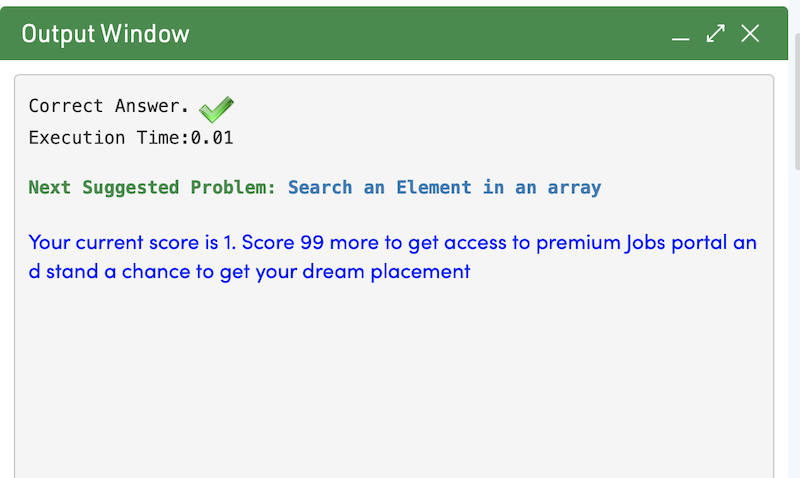 Output Window
Correct Answer.
Execution Time:0.01
Next Suggested Problem: Search an Element in an array
Your current score is 1. Score 99 more to get access to premium Jobs portal an
d stand a chance to get your dream placement